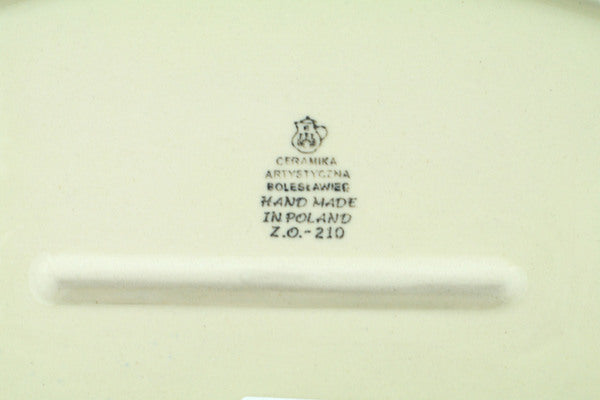 CERAMIKA
ARTYSTYCZNA
BOLESŁAWIEC
HAND MADE
IN POLAND
Z.O.-210